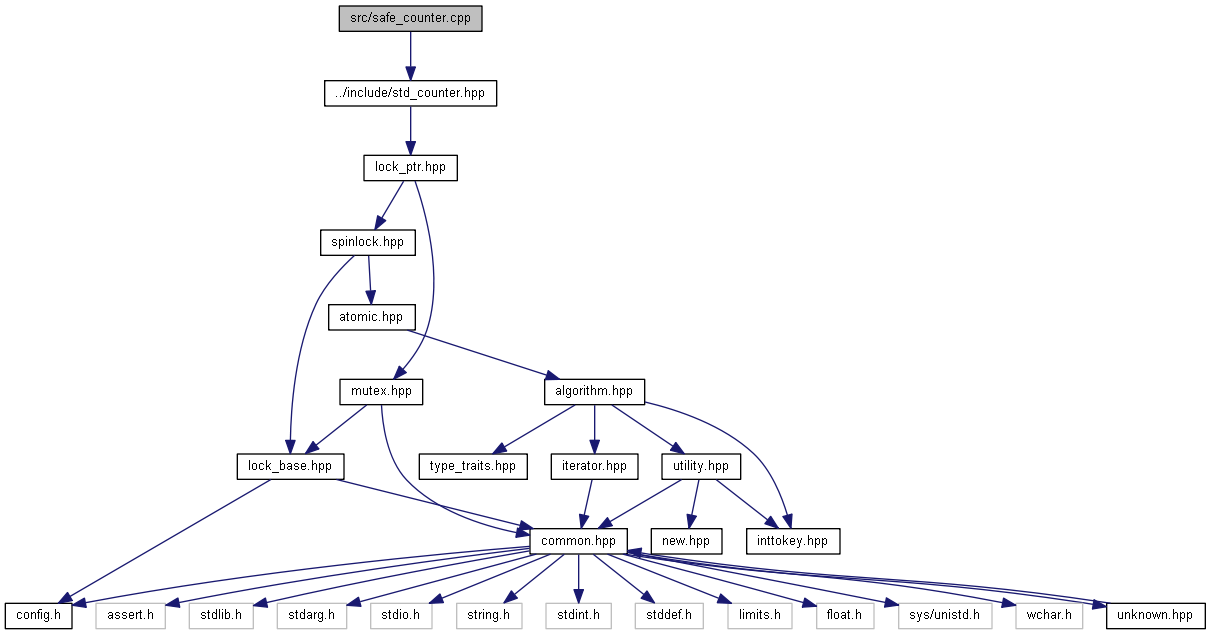 src/safe_counter.cpp
../include/std_counter.hpp
lock_ptr.hpp
spinlock.hpp
atomic.hpp
mutex.hpp
algorithm.hpp
lock_base.hpp
type_traits.hpp
iterator.hpp
utility.hpp
common.hpp
new.hpp
inttokey.hpp
config.h
assert.h
stdlib.h
stdarg.h
stdio.h
string.h
stdint.h
stddef.h
limits.h
float.h
sys/unistd.h
wchar.h
unknown.hpp